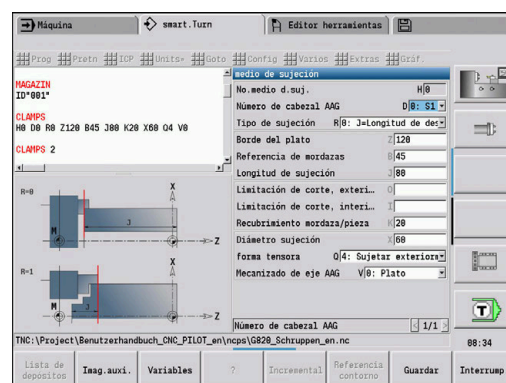 Máquina
smart.Turn
Editor herramientas
Prog
Pretn
ICP
Units»
Goto
Config
Varios
Extras
Gráf.
MAGAZIN
ID"001"
CLAMPS
H0 D0 R0 Z120 B45 J80 K20 X60 Q4 V0
CLAMPS 2
medio de sujeción
No.medio d.suj. H 0
Número de cabezal AAG D 0: S1
Tipo de sujeción R 0: J=Longitud de des
Borde del plato Z 120
Referencia de mordazas B 45
Longitud de sujeción J 80
Limitación de corte, exteri… O
Limitación de corte, interi… I
Recubrimiento mordaza/pieza K 20
Diámetro sujeción X 60
forma tensora Q 4: Sujetar exteriorm
Mecanizado de eje AAG V 0: Plato
Número de cabezal AAG 1/1
R=0
X
J
M
Z
R=1
X
M
J
Z
TNC:\Project\Benutzerhandbuch_CNC_PILOT_en\ncps\G820_Schruppen_en.nc
T
08:34
Lista de depósitos
Imag.auxi.
Variables
?
Incremental
Referencia contorno
Guardar
Interrump